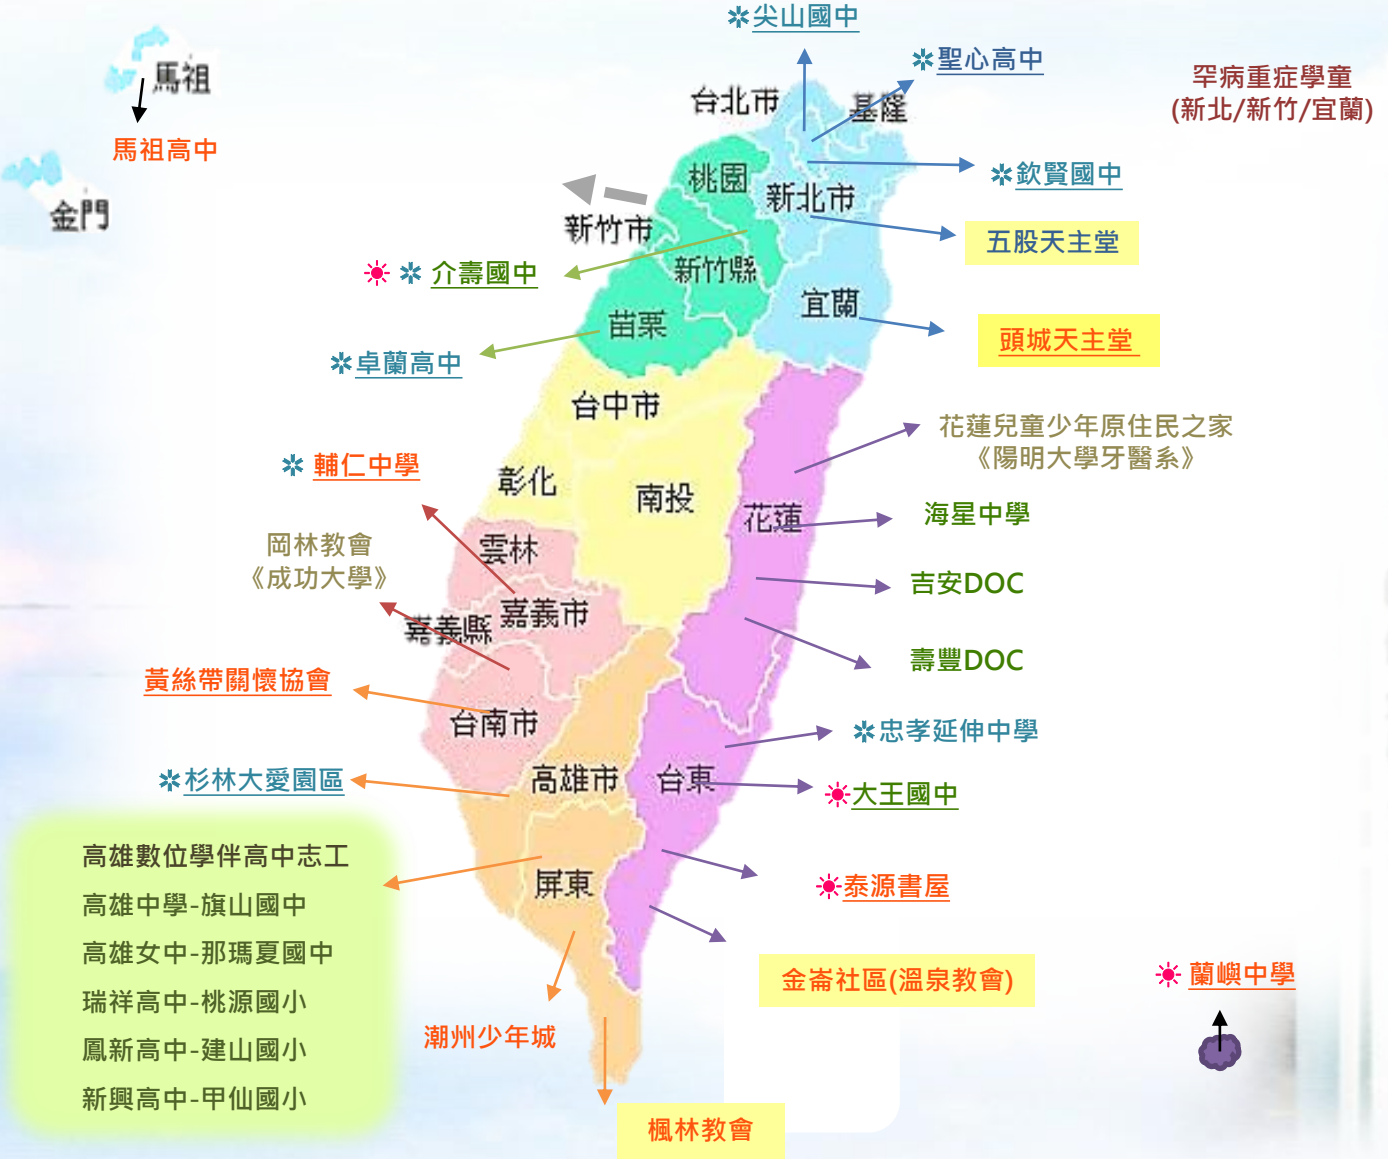 ✲尖山國中
✲聖心高中
罕病重症學童
(新北/新竹/宜蘭)
馬祖
馬祖高中
金門
台北市
基隆
桃園
新北市
✲欽賢國中
新竹市
五股天主堂
☀✲介壽國中
新竹縣
宜蘭
苗栗
頭城天主堂
✲卓蘭高中
台中市
花蓮兒童少年原住民之家
《陽明大學牙醫系》
✲輔仁中學
彰化
南投
花蓮
海星中學
岡林教會
《成功大學》
雲林
吉安DOC
嘉義市
嘉義縣
壽豐DOC
黃絲帶關懷協會
台南市
✲忠孝延伸中學
✲杉林大愛園區
高雄市
台東
☀大王國中
高雄數位學伴高中志工
高雄中學-旗山國中
高雄女中-那瑪夏國中
瑞祥高中-桃源國小
鳳新高中-建山國小
新興高中-甲仙國小
屏東
☀泰源書屋
金崙社區(溫泉教會)
☀蘭嶼中學
潮州少年城
楓林教會